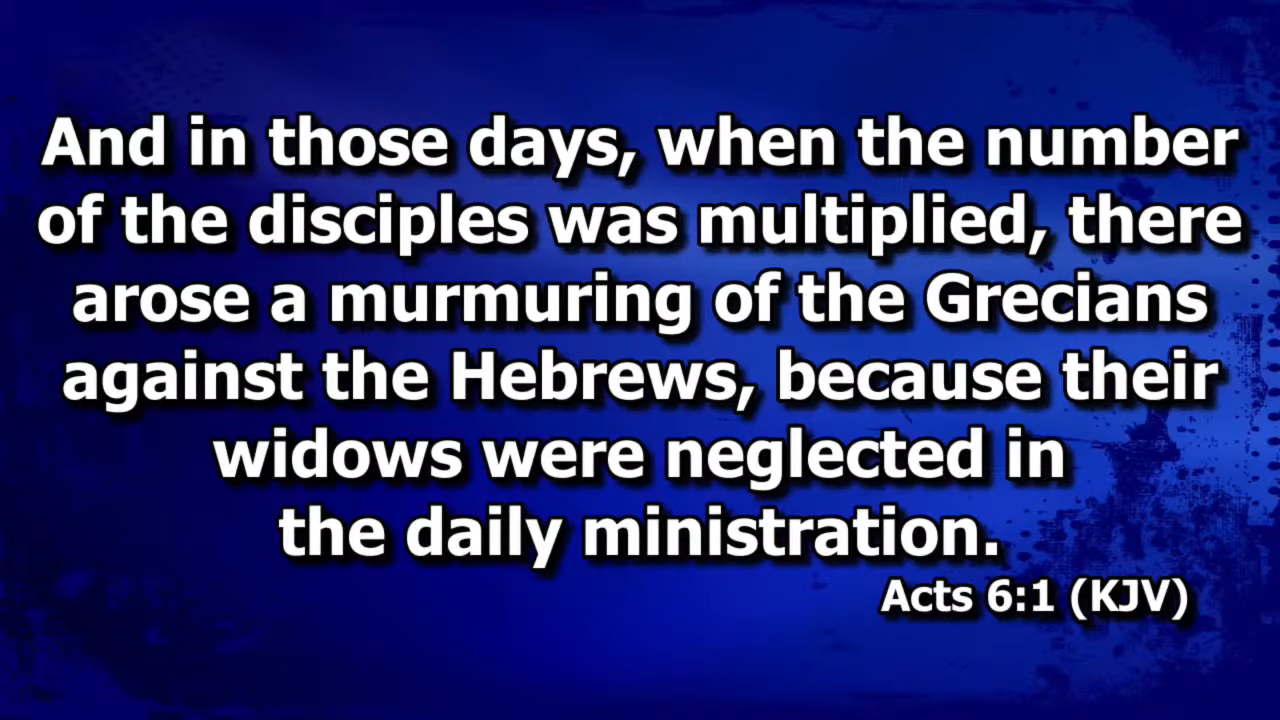 And in those days, when the number
of the disciples was multiplied, there
arose a murmuring of the Grecians
against the Hebrews, because their
widows were neglected in
the daily ministration.
Acts 6:1 (KJV)